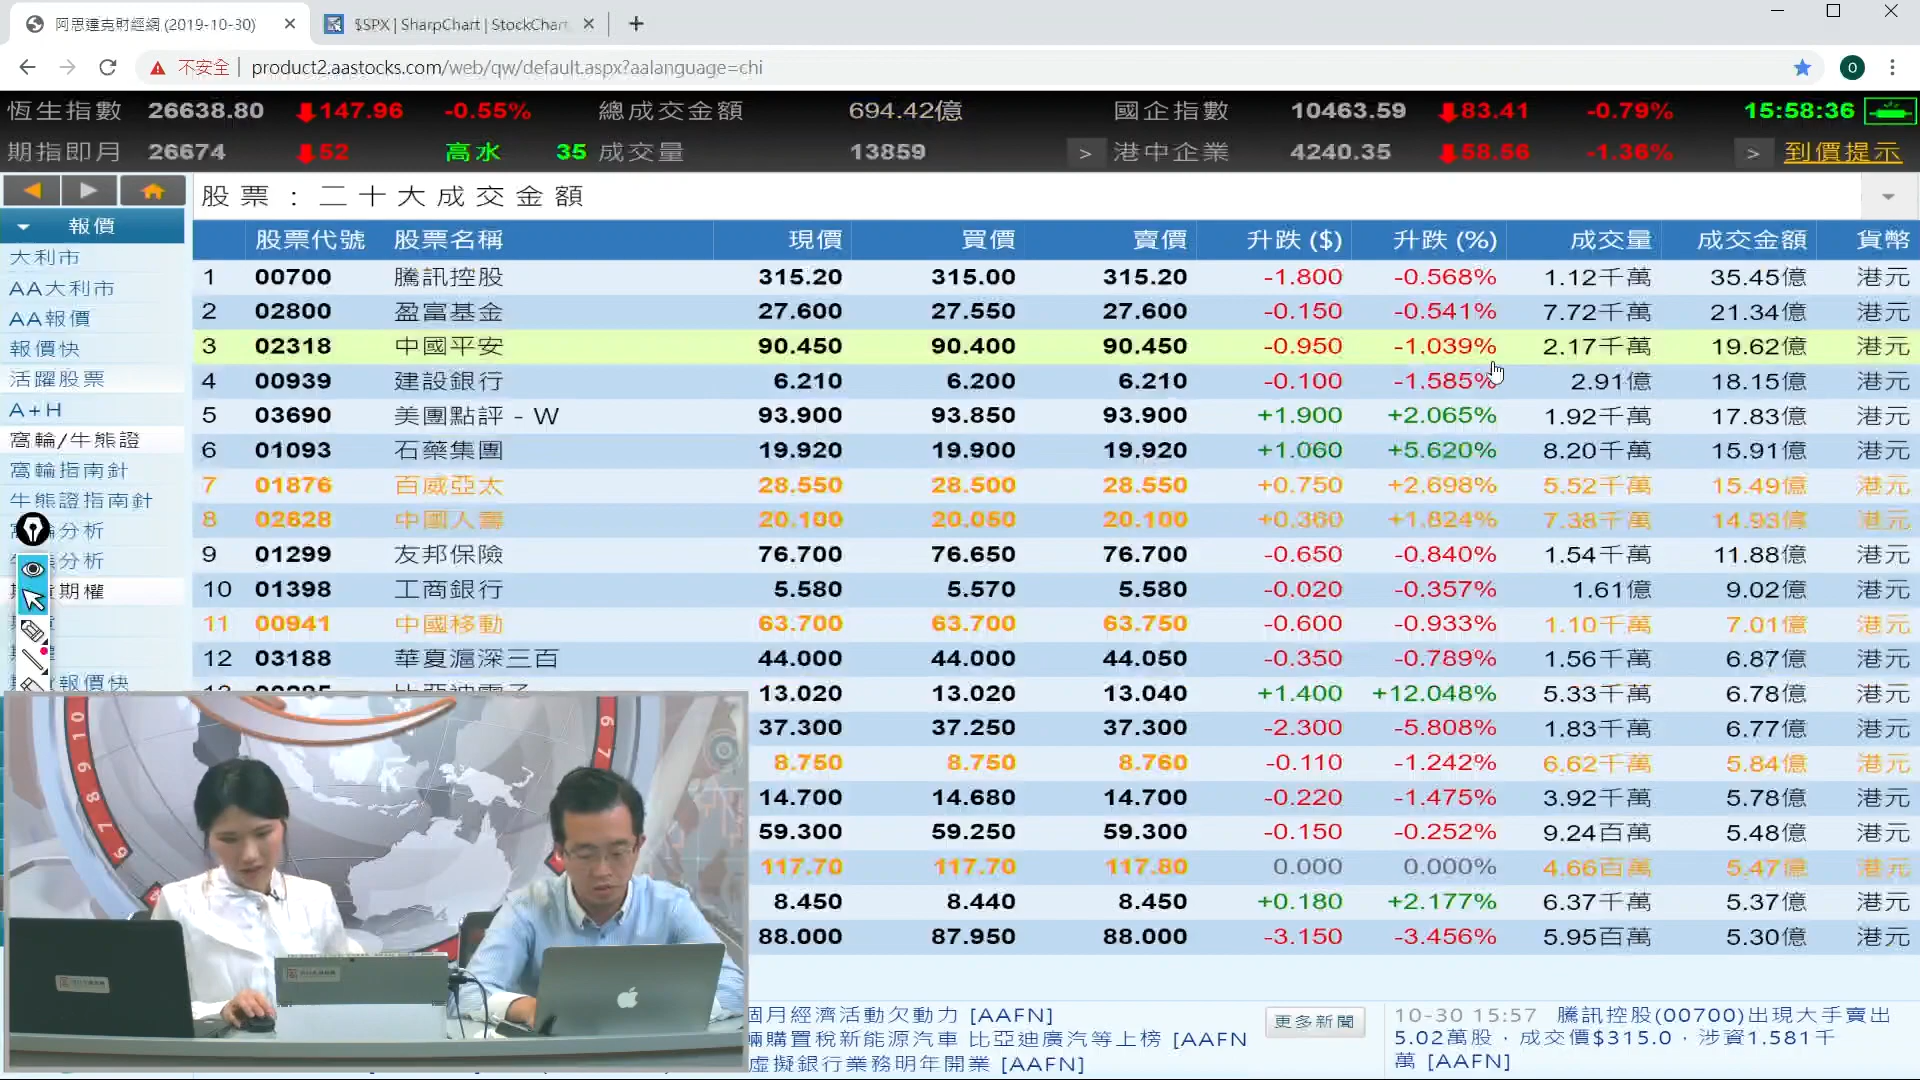 阿思達克財經網 (2019-10-30)
$SPX | SharpChart | StockChart
不安全
product2.aastocks.com/web/qw/default.aspx?aalanguage=chi
恆生指數 26638.80 147.96 -0.55% 總成交金額 694.42億 國企指數 10463.59 83.41 -0.79% 15:58:36
期指即月 26674 52 高水 35 成交量 13859 > 港中企業 4240.35 58.56 -1.36% > 到價提示
股票：二十大成交金額
報價
大利市
AA大利市
AA報價
報價快
活躍股票
A+H
窩輪/牛熊證
窩輪指南針
牛熊證指南針
分析
分析
期權
報價快
股票代號 股票名稱 現價 買價 賣價 升跌 ($) 升跌 (%) 成交量 成交金額 貨幣
1 00700 騰訊控股 315.20 315.00 315.20 -1.800 -0.568% 1.12千萬 35.45億 港元
2 02800 盈富基金 27.600 27.550 27.600 -0.150 -0.541% 7.72千萬 21.34億 港元
3 02318 中國平安 90.450 90.400 90.450 -0.950 -1.039% 2.17千萬 19.62億 港元
4 00939 建設銀行 6.210 6.200 6.210 -0.100 -1.585% 2.91億 18.15億 港元
5 03690 美團點評 - W 93.900 93.850 93.900 +1.900 +2.065% 1.92千萬 17.83億 港元
6 01093 石藥集團 19.920 19.900 19.920 +1.060 +5.620% 8.20千萬 15.91億 港元
7 01876 百威亞太 28.550 28.500 28.550 +0.750 +2.698% 5.52千萬 15.49億 港元
8 02628 中國人壽 20.100 20.050 20.100 +0.360 +1.824% 7.38千萬 14.93億 港元
9 01299 友邦保險 76.700 76.650 76.700 -0.650 -0.840% 1.54千萬 11.88億 港元
10 01398 工商銀行 5.580 5.570 5.580 -0.020 -0.357% 1.61億 9.02億 港元
11 00941 中國移動 63.700 63.700 63.750 -0.600 -0.933% 1.10千萬 7.01億 港元
12 03188 華夏滬深三百 44.000 44.000 44.050 -0.350 -0.789% 1.56千萬 6.87億 港元
13 00285 比亞迪電子 13.020 13.020 13.040 +1.400 +12.048% 5.33千萬 6.78億 港元
37.300 37.250 37.300 -2.300 -5.808% 1.83千萬 6.77億 港元
8.750 8.750 8.760 -0.110 -1.242% 6.62千萬 5.84億 港元
14.700 14.680 14.700 -0.220 -1.475% 3.92千萬 5.78億 港元
59.300 59.250 59.300 -0.150 -0.252% 9.24百萬 5.48億 港元
117.70 117.70 117.80 0.000 0.000% 4.66百萬 5.47億 港元
8.450 8.440 8.450 +0.180 +2.177% 6.37千萬 5.37億 港元
88.000 87.950 88.000 -3.150 -3.456% 5.95百萬 5.30億 港元
個月經濟活動欠動力 [AAFN]
輛購置稅新能源汽車 比亞迪廣汽等上榜 [AAFN
虛擬銀行業務明年開業 [AAFN]
更多新聞
10-30 15:57 騰訊控股(00700)出現大手賣出
5.02萬股，成交價$315.0，涉資1.581千
萬 [AAFN]
10
9
8
7
6
6
7